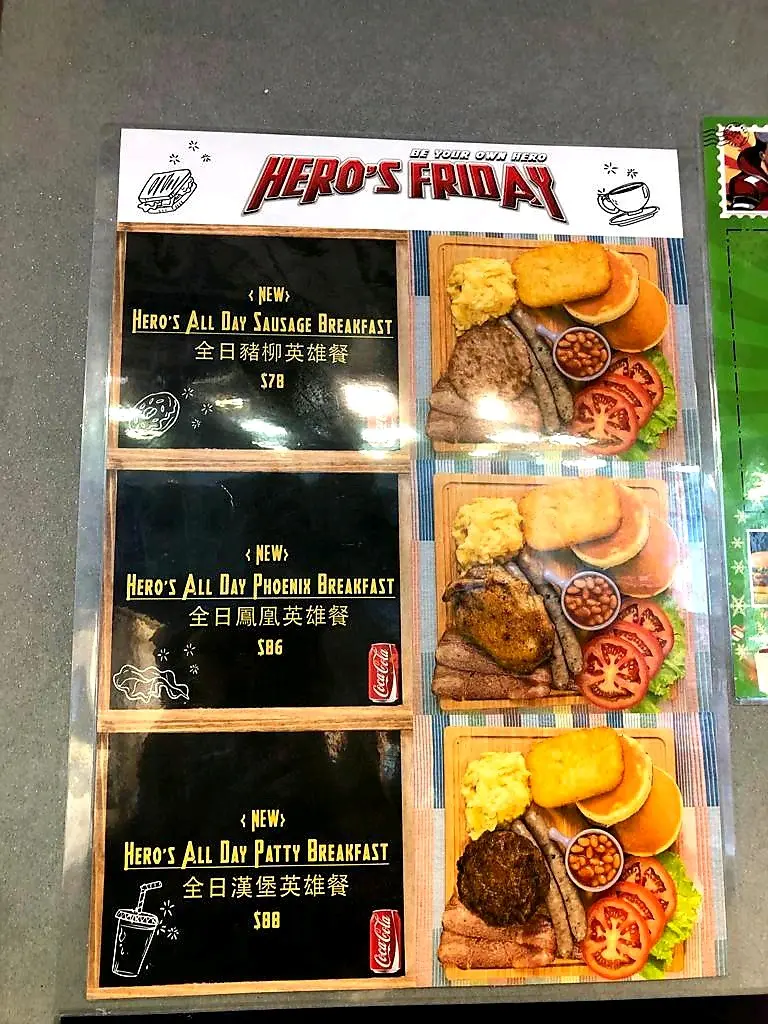 BE YOUR OWN HERO
HERO'S FRIDAY
< NEW>
HERO'S ALL DAY SAUSAGE BREAKFAST
全日豬柳英雄餐
$78
< NEW>
HERO'S ALL DAY PHOENIX BREAKFAST
全日鳳凰英雄餐
$86
Coca-Cola
< NEW>
HERO'S ALL DAY PATTY BREAKFAST
全日漢堡英雄餐
$88
Coca-Cola